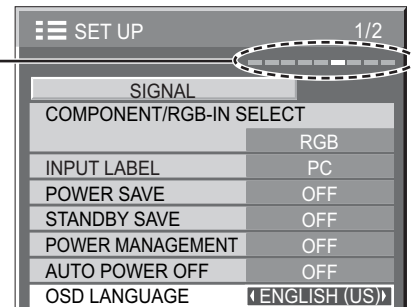 SET UP 1/2
SIGNAL
COMPONENT/RGB-IN SELECT
RGB
INPUT LABEL PC
POWER SAVE OFF
STANDBY SAVE OFF
POWER MANAGEMENT OFF
AUTO POWER OFF OFF
OSD LANGUAGE ENGLISH (US)